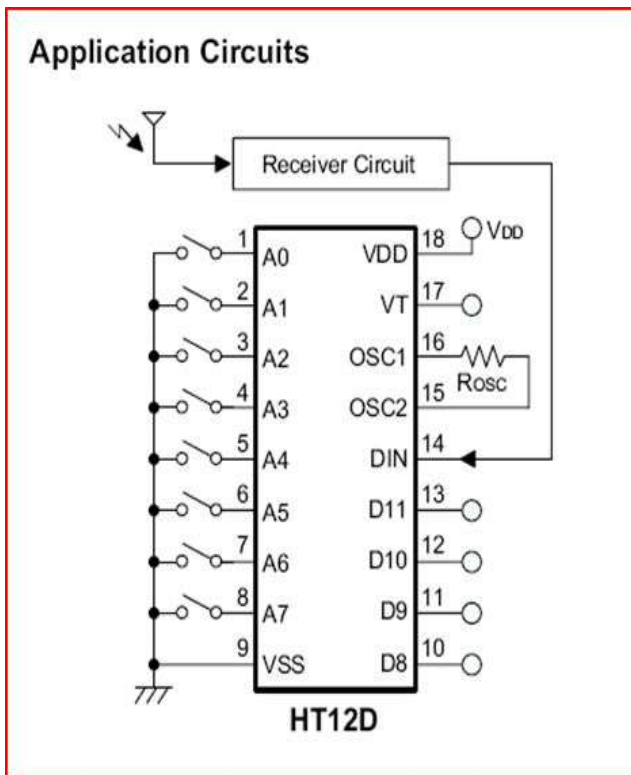 Application Circuits
Receiver Circuit
1 A0 VDD 18 VDD
2 A1 VT 17
3 A2 OSC1 16
ROSC
4 A3 OSC2 15
5 A4 DIN 14
6 A5 D11 13
7 A6 D10 12
8 A7 D9 11
9 VSS D8 10
HT12D